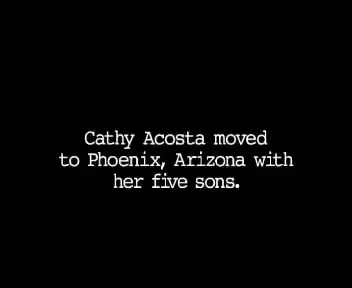 Cathy Acosta moved
to Phoenix, Arizona with
her five sons.